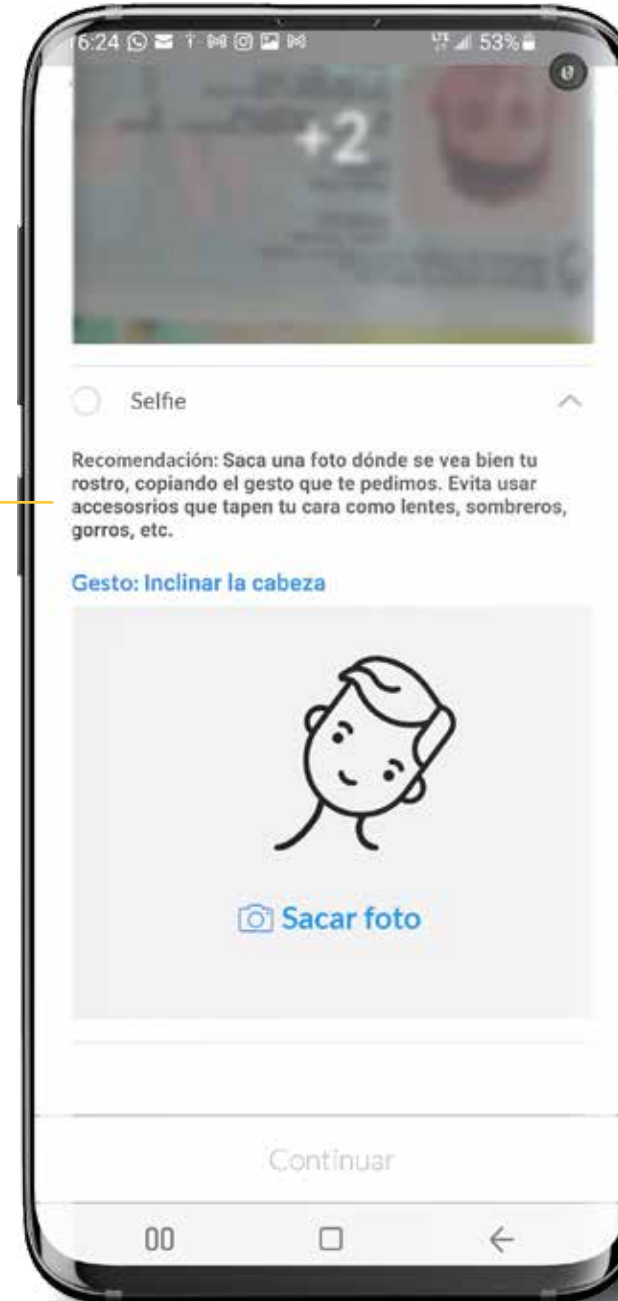 6:24
LTE 53%
+2
Selfie
Recomendación: Saca una foto dónde se vea bien tu
rostro, copiando el gesto que te pedimos. Evita usar
accesosrios que tapen tu cara como lentes, sombreros,
gorros, etc.
Gesto: Inclinar la cabeza
Sacar foto
Continuar